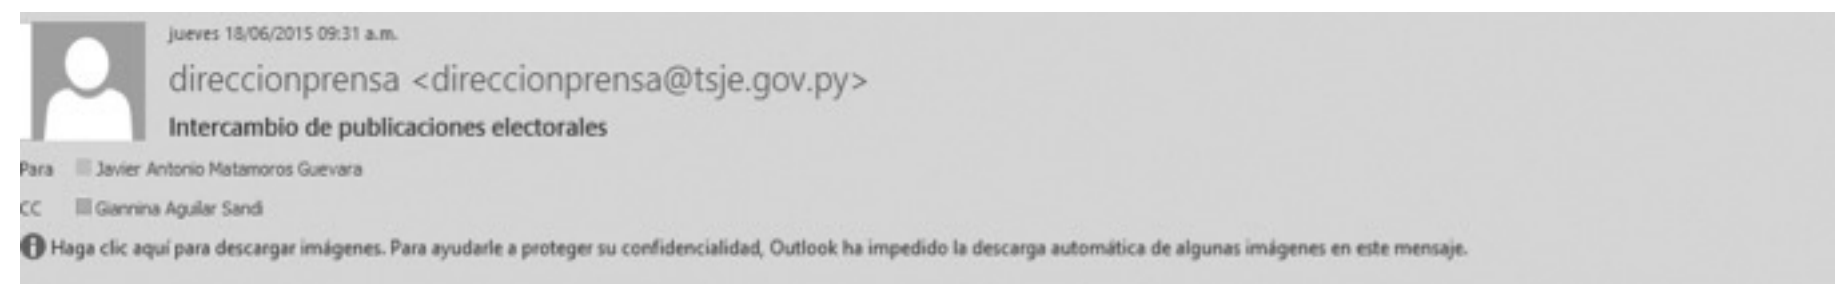 jueves 18/06/2015 09:31 a.m.
direccionprensa <direccionprensa@tsje.gov.py>
Intercambio de publicaciones electorales
Para Javier Antonio Matamoros Guevara
CC Giannina Aguilar Sandi
Haga clic aquí para descargar imágenes. Para ayudarle a proteger su confidencialidad, Outlook ha impedido la descarga automática de algunas imágenes en este mensaje.